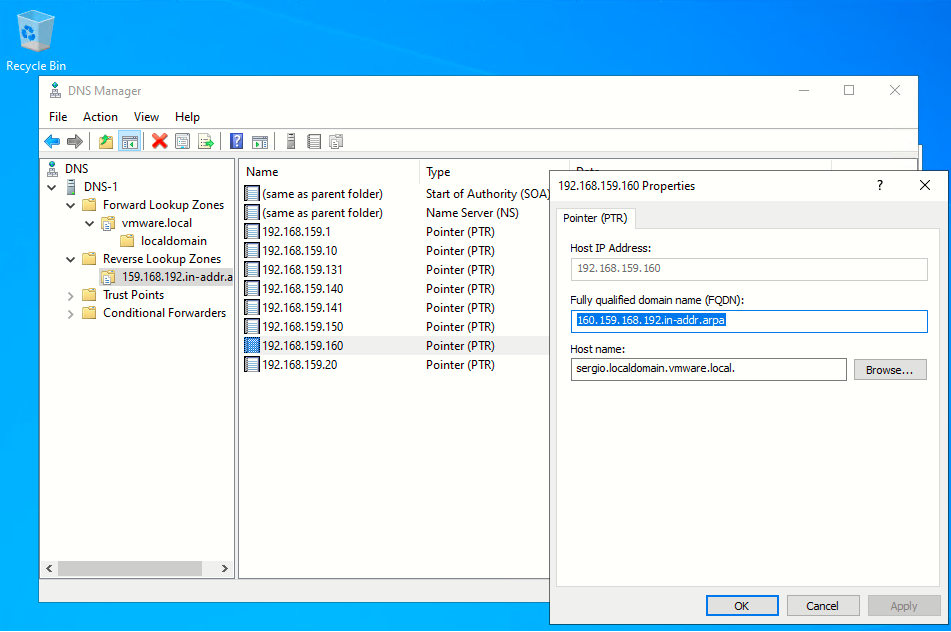 Recycle Bin
DNS Manager
File Action View Help
DNS
DNS-1
Forward Lookup Zones
vmware.local
localdomain
Reverse Lookup Zones
159.168.192.in-addr.a
Trust Points
Conditional Forwarders
Name Type
(same as parent folder) Start of Authority (SOA)
(same as parent folder) Name Server (NS)
192.168.159.1 Pointer (PTR)
192.168.159.10 Pointer (PTR)
192.168.159.131 Pointer (PTR)
192.168.159.140 Pointer (PTR)
192.168.159.141 Pointer (PTR)
192.168.159.150 Pointer (PTR)
192.168.159.160 Pointer (PTR)
192.168.159.20 Pointer (PTR)
192.168.159.160 Properties ?
Pointer (PTR)
Host IP Address:
192.168.159.160
Fully qualified domain name (FQDN):
160.159.168.192.in-addr.arpa
Host name:
sergio.localdomain.vmware.local. Browse...
OK Cancel Apply